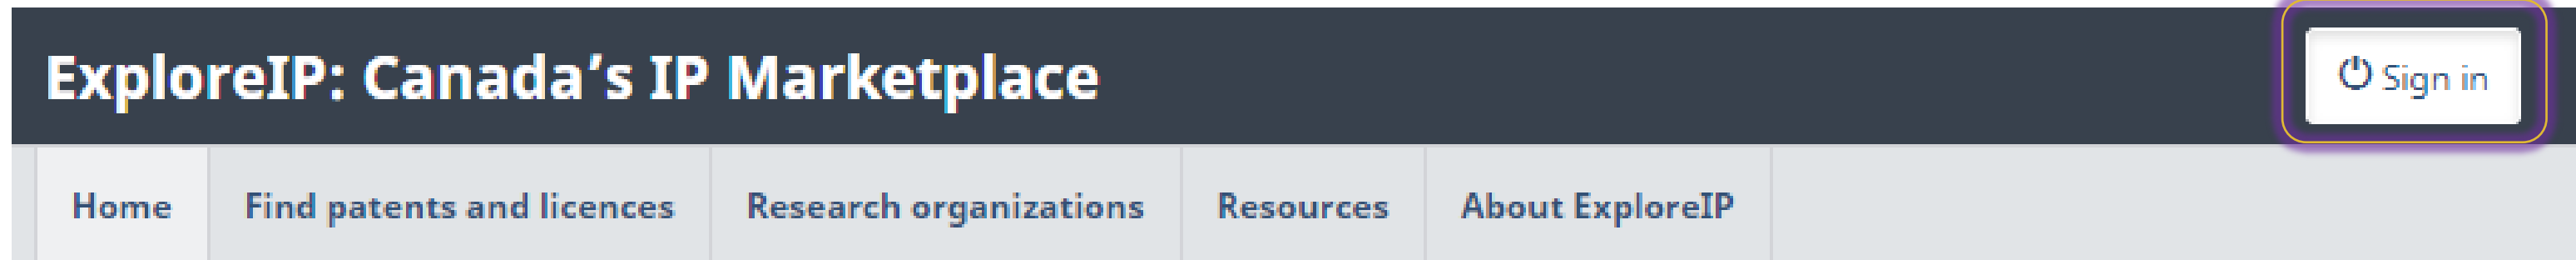 ExploreIP: Canada's IP Marketplace
Sign in
Home
Find patents and licences
Research organizations
Resources
About ExploreIP